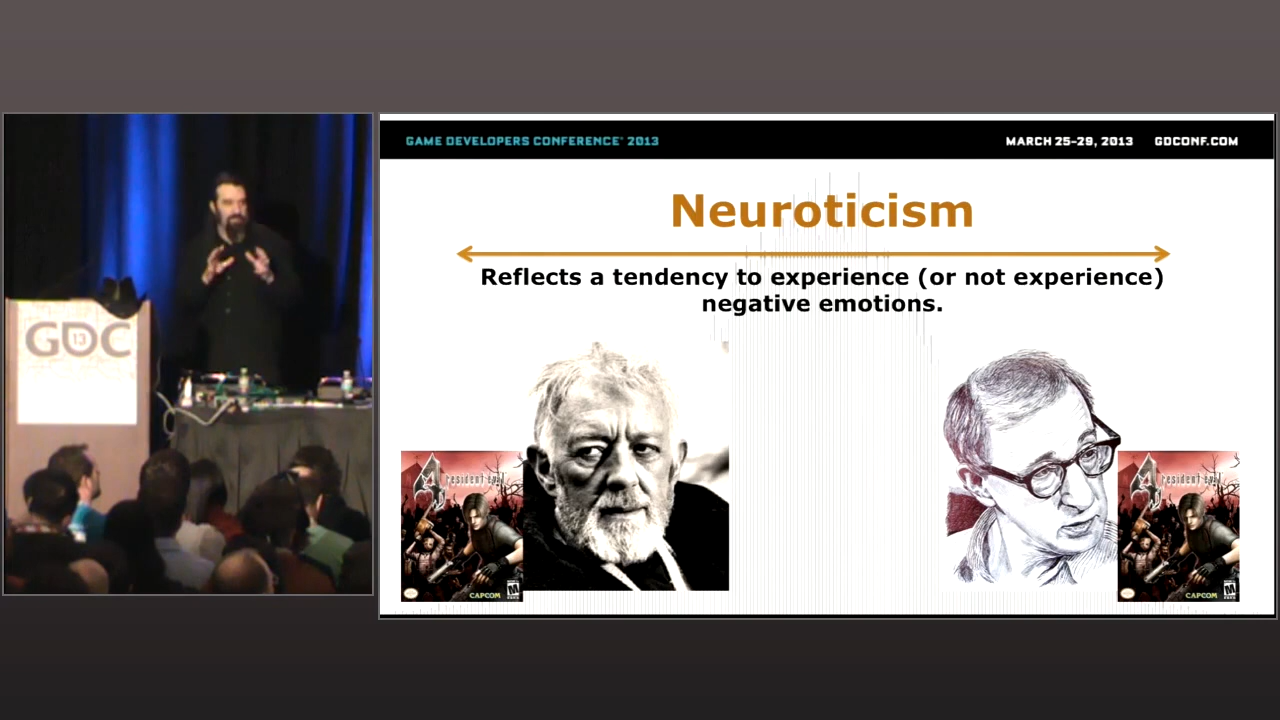 GDC
13
GAME DEVELOPERS CONFERENCE® 2013
MARCH 25-29, 2013 GDCONF.COM
Neuroticism
Reflects a tendency to experience (or not experience)
negative emotions.
resident evil
4
CAPCOM
M
resident evil
4
CAPCOM
M